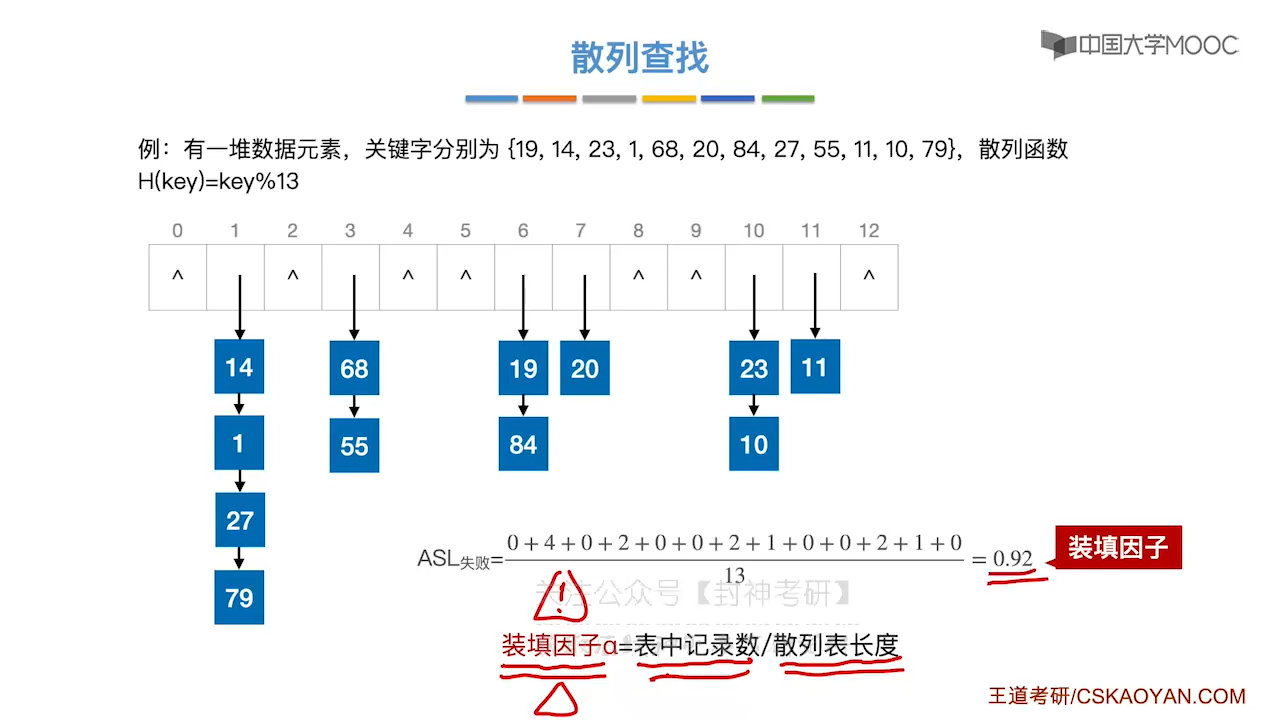 中国大学MOOC
散列查找
例：有一堆数据元素，关键字分别为 {19, 14, 23, 1, 68, 20, 84, 27, 55, 11, 10, 79}，散列函数
H(key)=key%13
0 1 2 3 4 5 6 7 8 9 10 11 12
^ ^ ^ ^ ^ ^ ^
14 68 19 20 23 11
1 55 84 10
27
79
ASL失败= 0+4+0+2+0+0+2+1+0+0+2+1+0 = 0.92 装填因子
13
关注公众号【封神考研】
!
装填因子α=表中记录数/散列表长度
王道考研/CSKAOYAN.COM